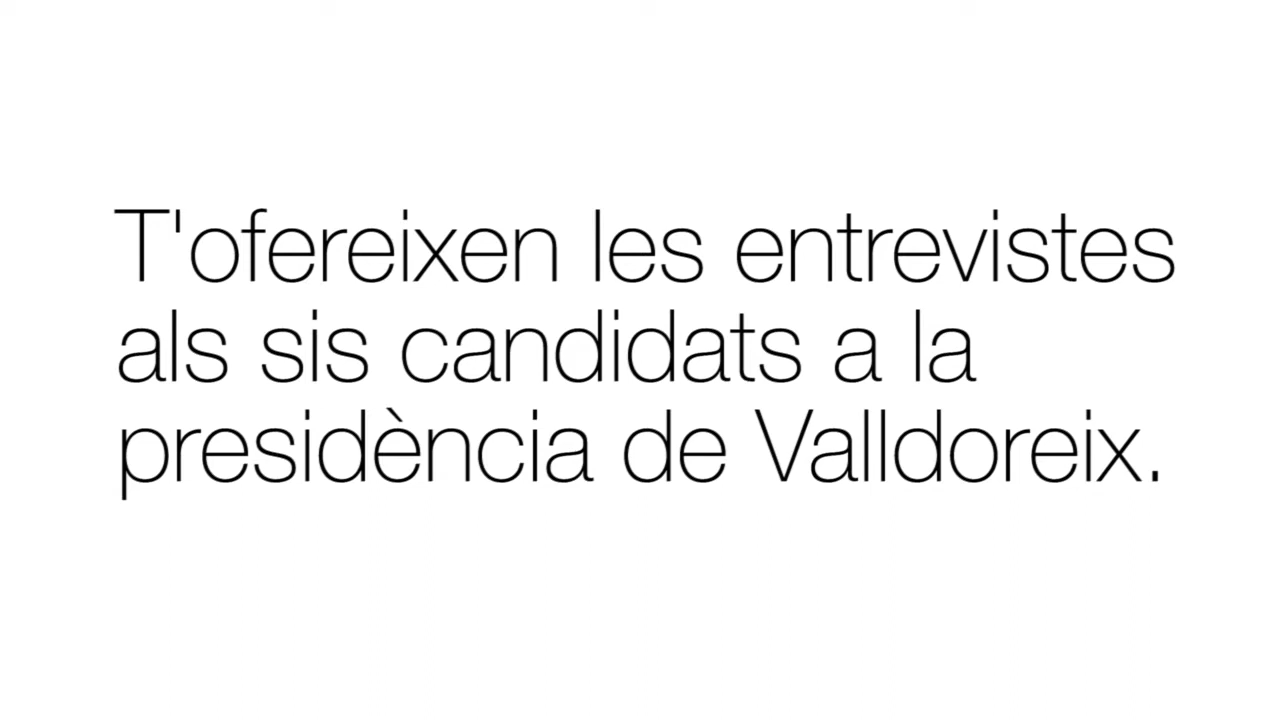 T'ofereixen les entrevistes
als sis candidats a la
presidència de Valldoreix.